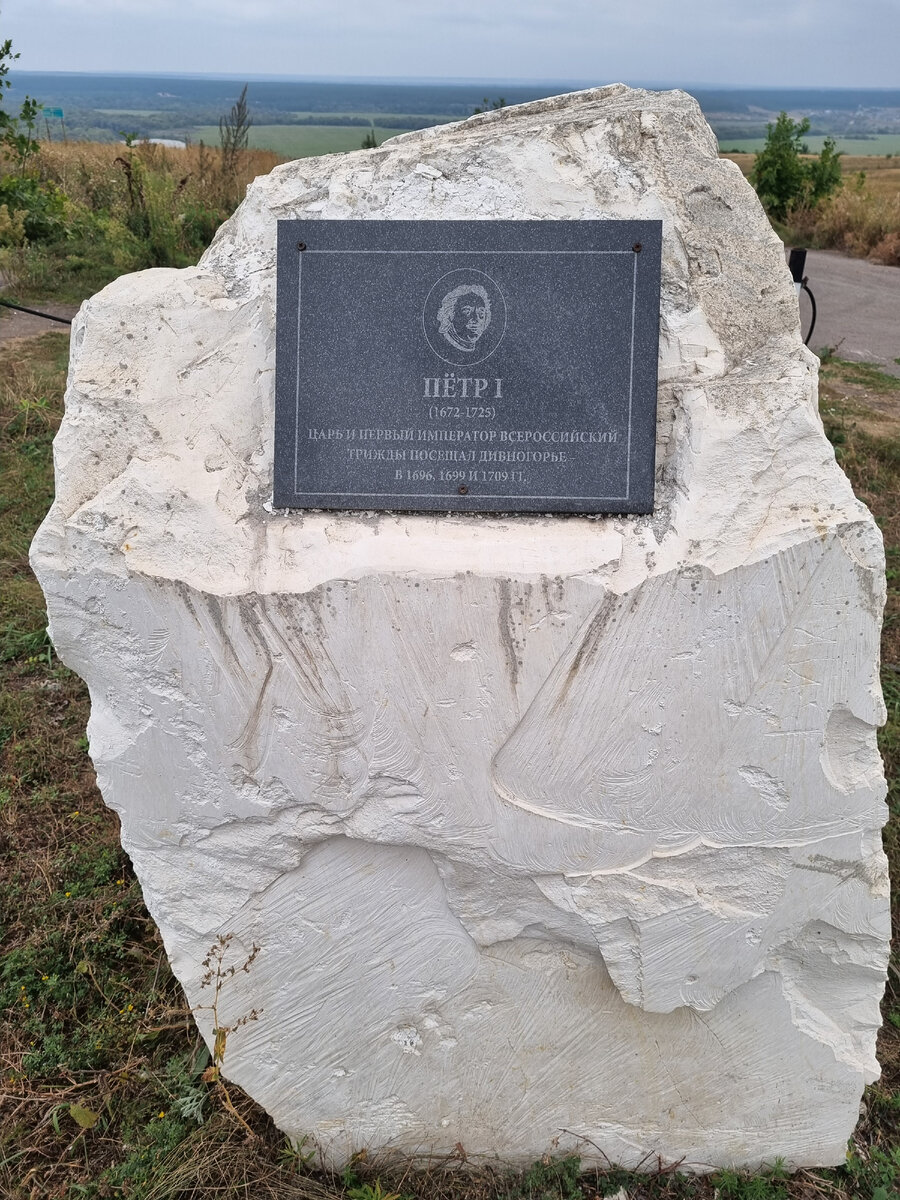 ПЁТР I
(1672-1725)
ЦАРЬ И ПЕРВЫЙ ИМПЕРАТОР ВСЕРОССИЙСКИЙ
ТРИЖДЫ ПОСЕЩАЛ ДИВНОГОРЬЕ –
В 1696, 1699 И 1709 ГГ.